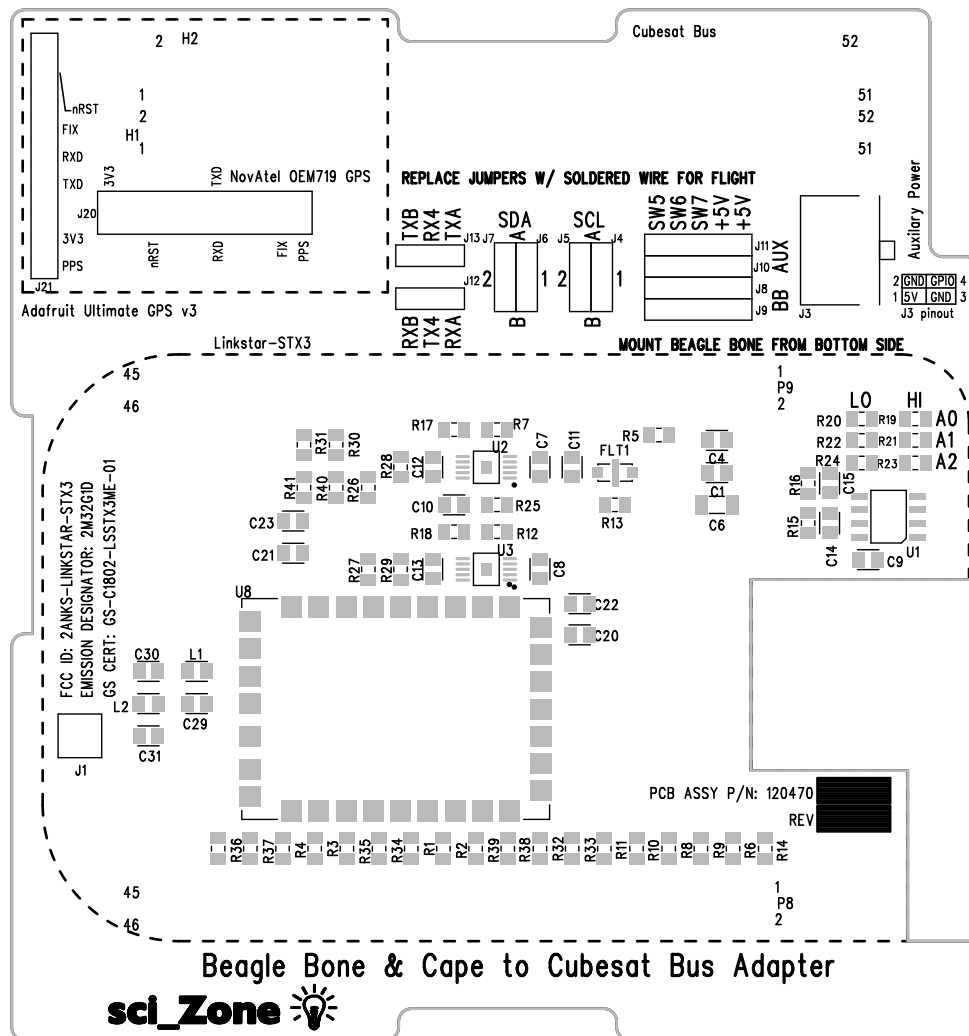 Cubesat Bus
2 H2
52
1
2
H1
1
51
52
51
nRST
FIX
RXD
TXD
3V3
PPS
J21
3V3
TXD
NovAtel OEM719 GPS
J20
nRST
RXD
FIX
PPS
Adafruit Ultimate GPS v3
REPLACE JUMPERS W/ SOLDERED WIRE FOR FLIGHT
TXB
RX4
TXA
J13
J12
RXB
TX4
RXA
SDA
J7 A J6
2 1
B
SCL
J5 A J4
2 1
B
SW5
SW6
SW7
+5V
+5V
J11
J10
J8
J9
AUX
BB
Auxilary Power
J3
2 GND GPIO 4
1 5V GND 3
J3 pinout
Linkstar-STX3
MOUNT BEAGLE BONE FROM BOTTOM SIDE
45
46
1
P9
2
LO HI
R20 R19 A0
R22 R21 A1
R24 R23 A2
R16 C15
R15 C14
U1
C9
R17 R7
U2
R31 R30
R28 C12
C7 C11
FLT1
R5
C4
C1
C6
R13
R41 R40 R26
C10 R25
R18 R12
C23
C21
R27 R29 C13
U3
C8
U8
C22
C20
FCC ID: 2ANKS-LINKSTAR-STX3
EMISSION DESIGNATOR: 2M32G1D
GS CERT: GS-C1802-LSSTX3ME-01
C30 L1
L2
C29
C31
J1
PCB ASSY P/N: 120470
REV
R36 R37 R4 R3 R35 R34 R1 R2 R39 R38 R32 R33 R11 R10 R8 R9 R6 R14
45
46
1
P8
2
Beagle Bone & Cape to Cubesat Bus Adapter
sci_Zone